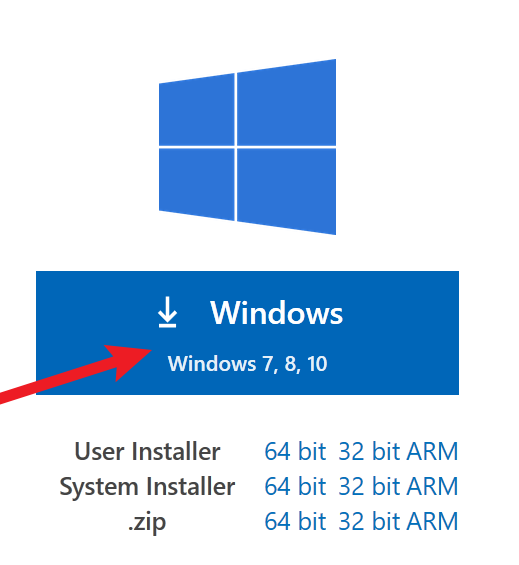 Windows
Windows 7, 8, 10
User Installer 64 bit 32 bit ARM
System Installer 64 bit 32 bit ARM
.zip 64 bit 32 bit ARM